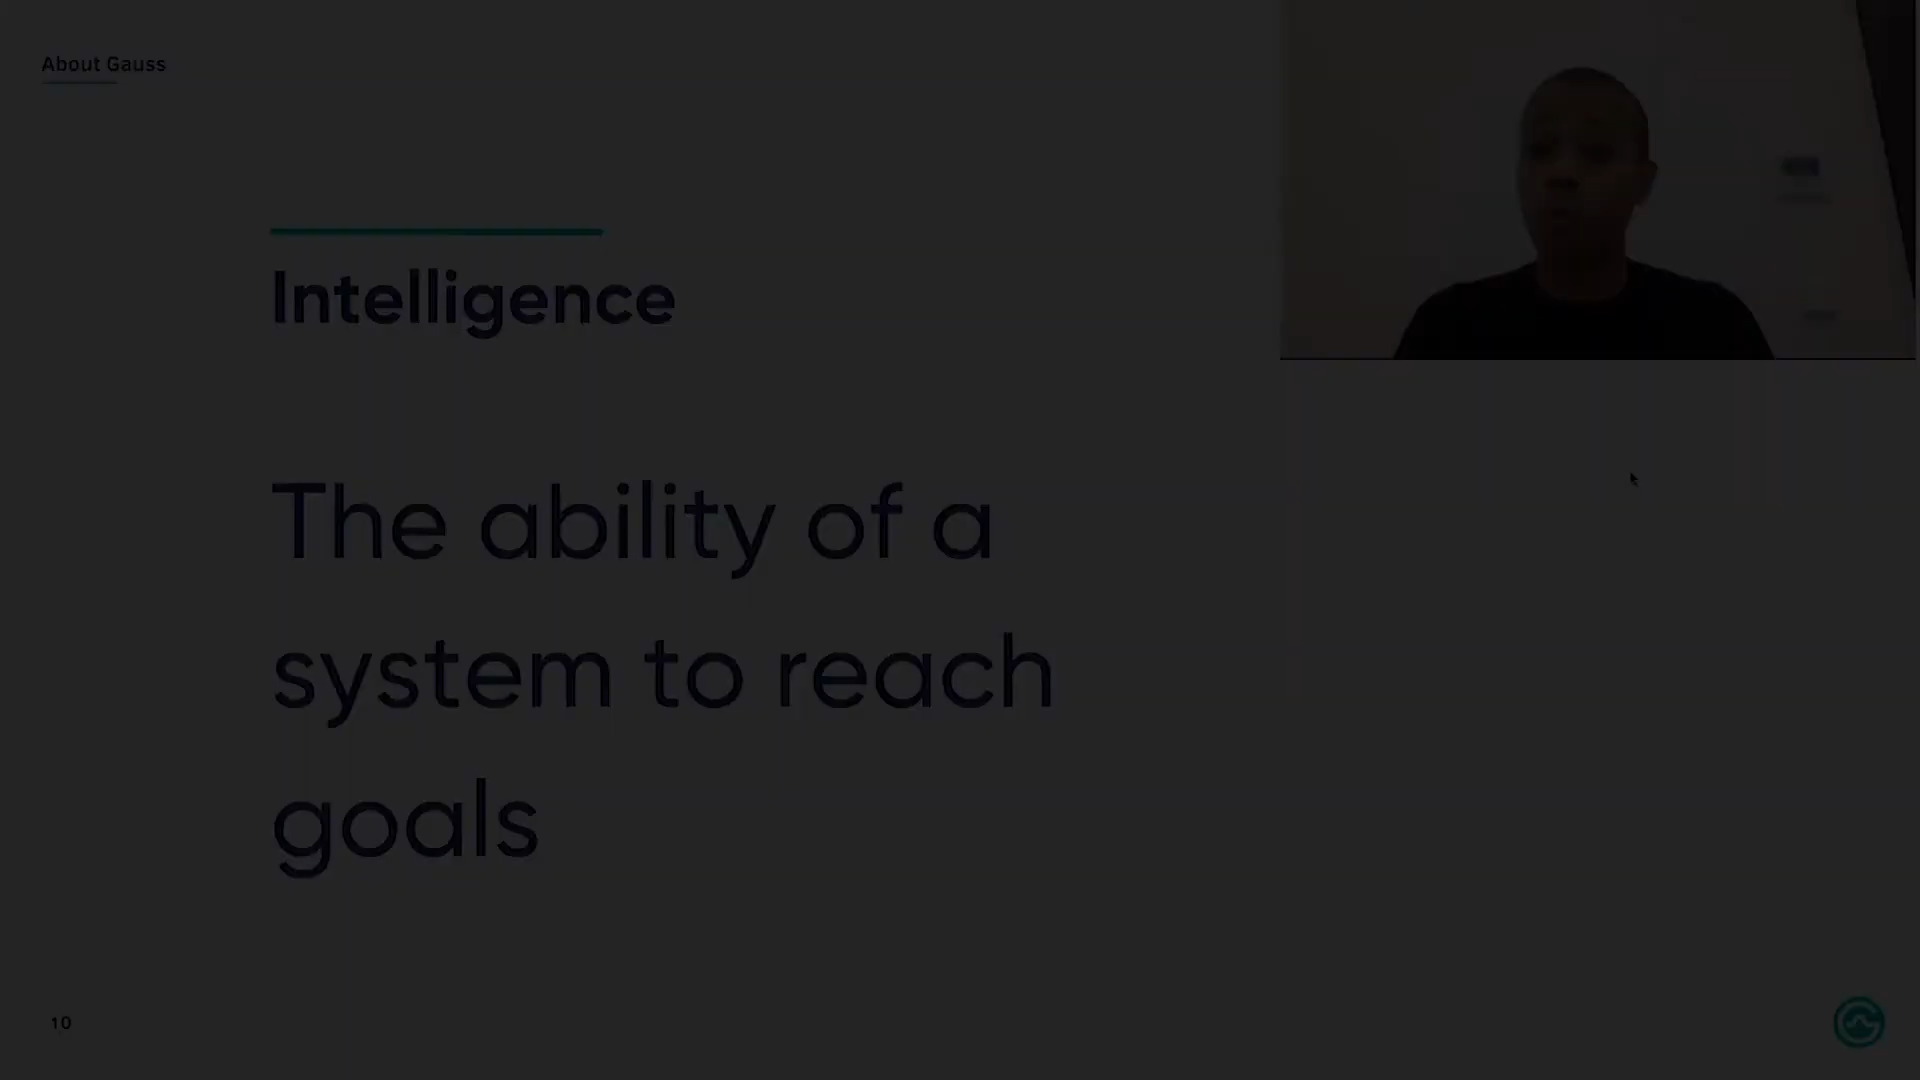 About Gauss
Intelligence
The ability of a
system to reach
goals
10